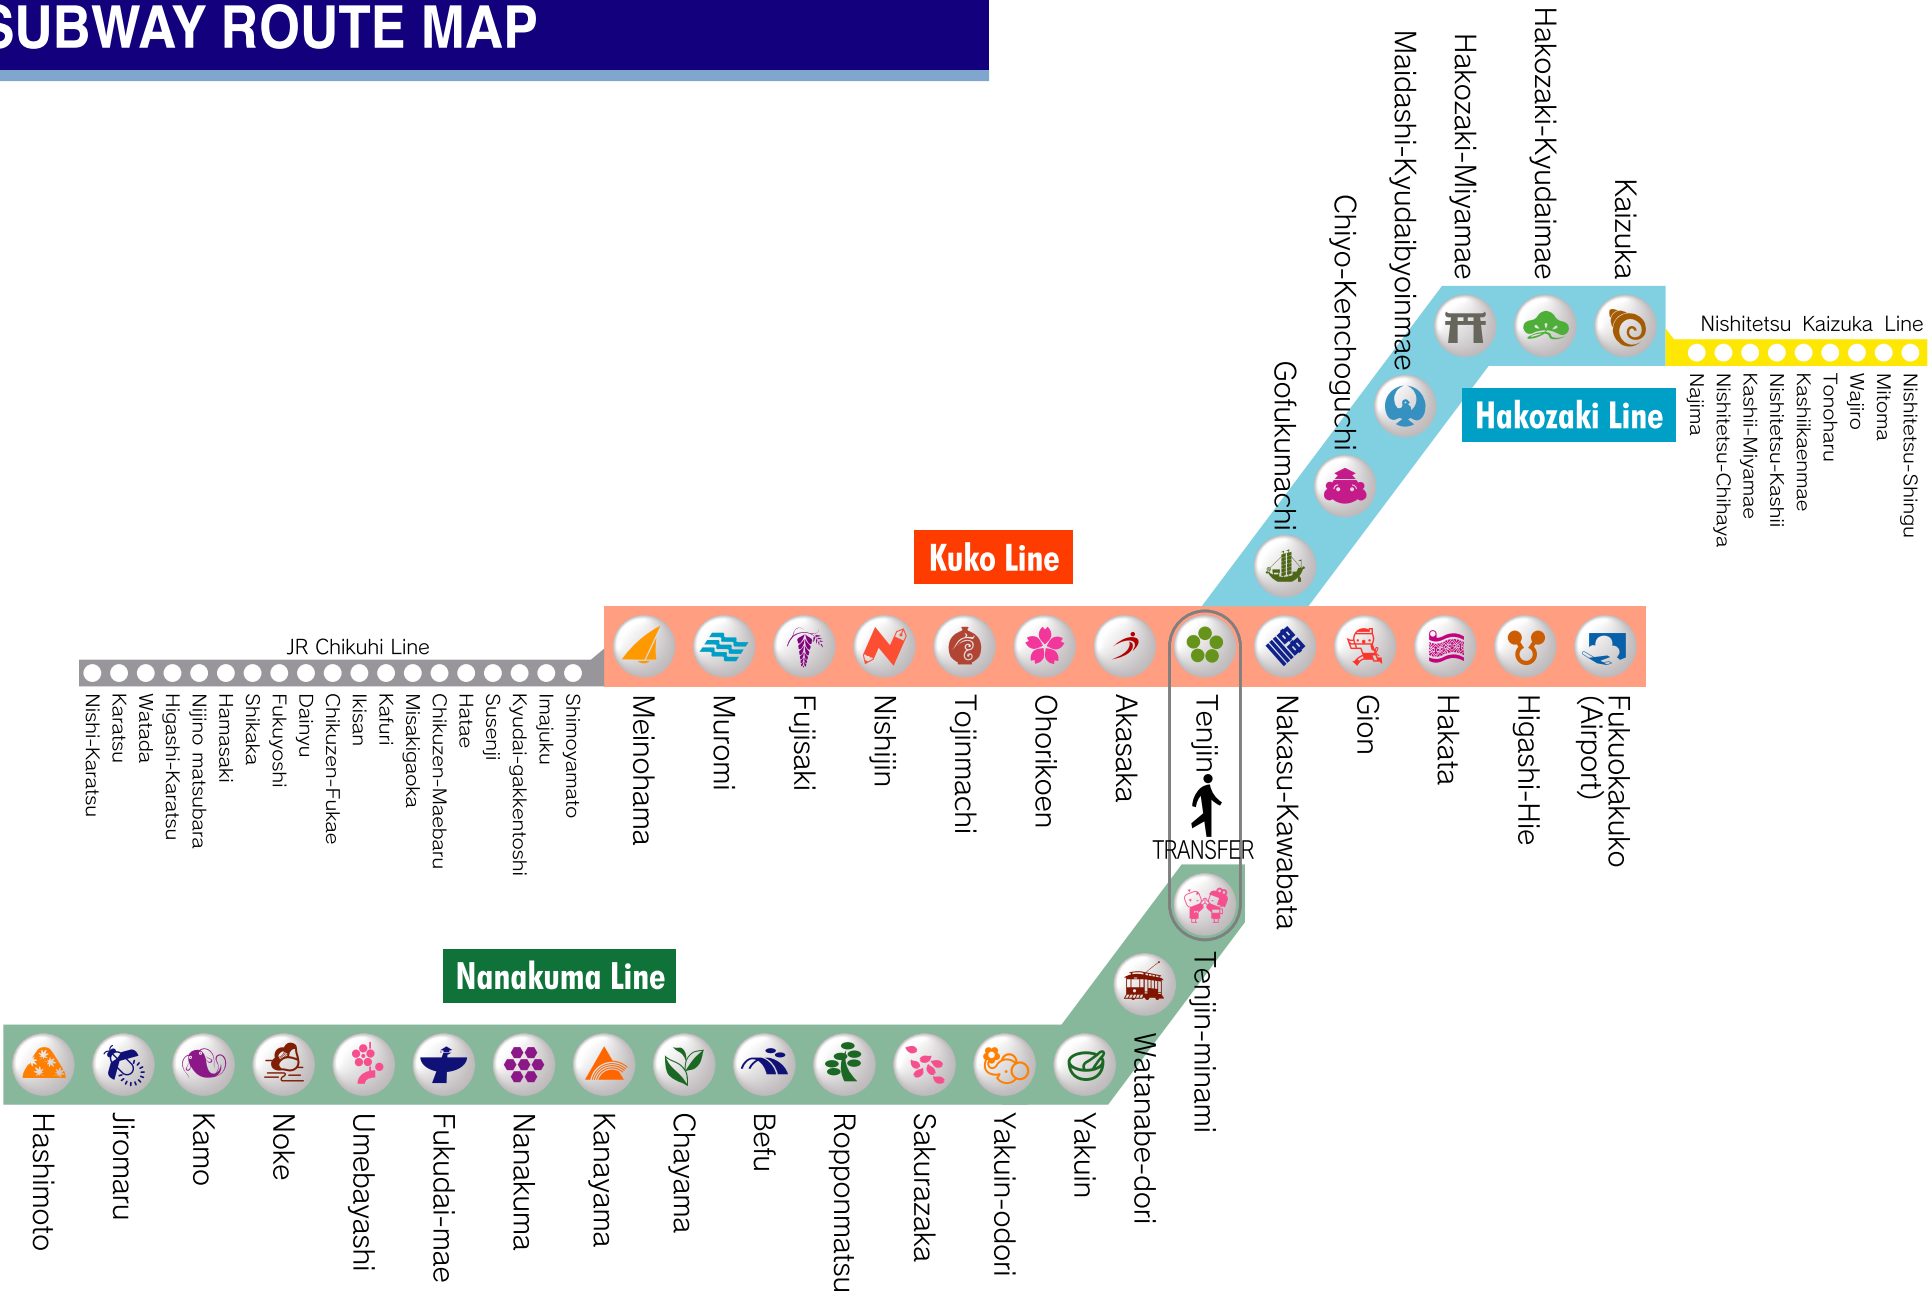 SUBWAY ROUTE MAP
Maidashi-Kyudaibyoinmae
Hakozaki-Miyamae
Hakozaki-Kyudaimae
Kaizuka
Chiyo-Kenchoguchi
Gofukumachi
Nishitetsu Kaizuka Line
Hakozaki Line
Najima
Nishitetsu-Chihaya
Kashii-Miyamae
Nishitetsu-Kashii
Kashiikaenmae
Tonoharu
Wajiro
Mitoma
Nishitetsu-Shingu
Kuko Line
JR Chikuhi Line
Nishi-Karatsu
Karatsu
Watada
Higashi-Karatsu
Nijino matsubara
Hamasaki
Shikaka
Fukuyoshi
Dainyu
Chikuzen-Fukae
Ikisan
Kafuri
Misakigaoka
Chikuzen-Maebaru
Hatae
Susenji
Kyudai-gakkentoshi
Imajuku
Shimoyamato
Meinohama
Muromi
Fujisaki
Nishijin
Tojinmachi
Ohorikoen
Akasaka
Tenjin
Nakasu-Kawabata
Gion
Hakata
Higashi-Hie
Fukuokakuko
(Airport)
TRANSFER
Nanakuma Line
Hashimoto
Jiromaru
Kamo
Noke
Umebayashi
Fukudai-mae
Nanakuma
Kanayama
Chayama
Befu
Ropponmatsu
Sakurazaka
Yakuin-odori
Yakuin
Watanabe-dori
Tenjin-minami